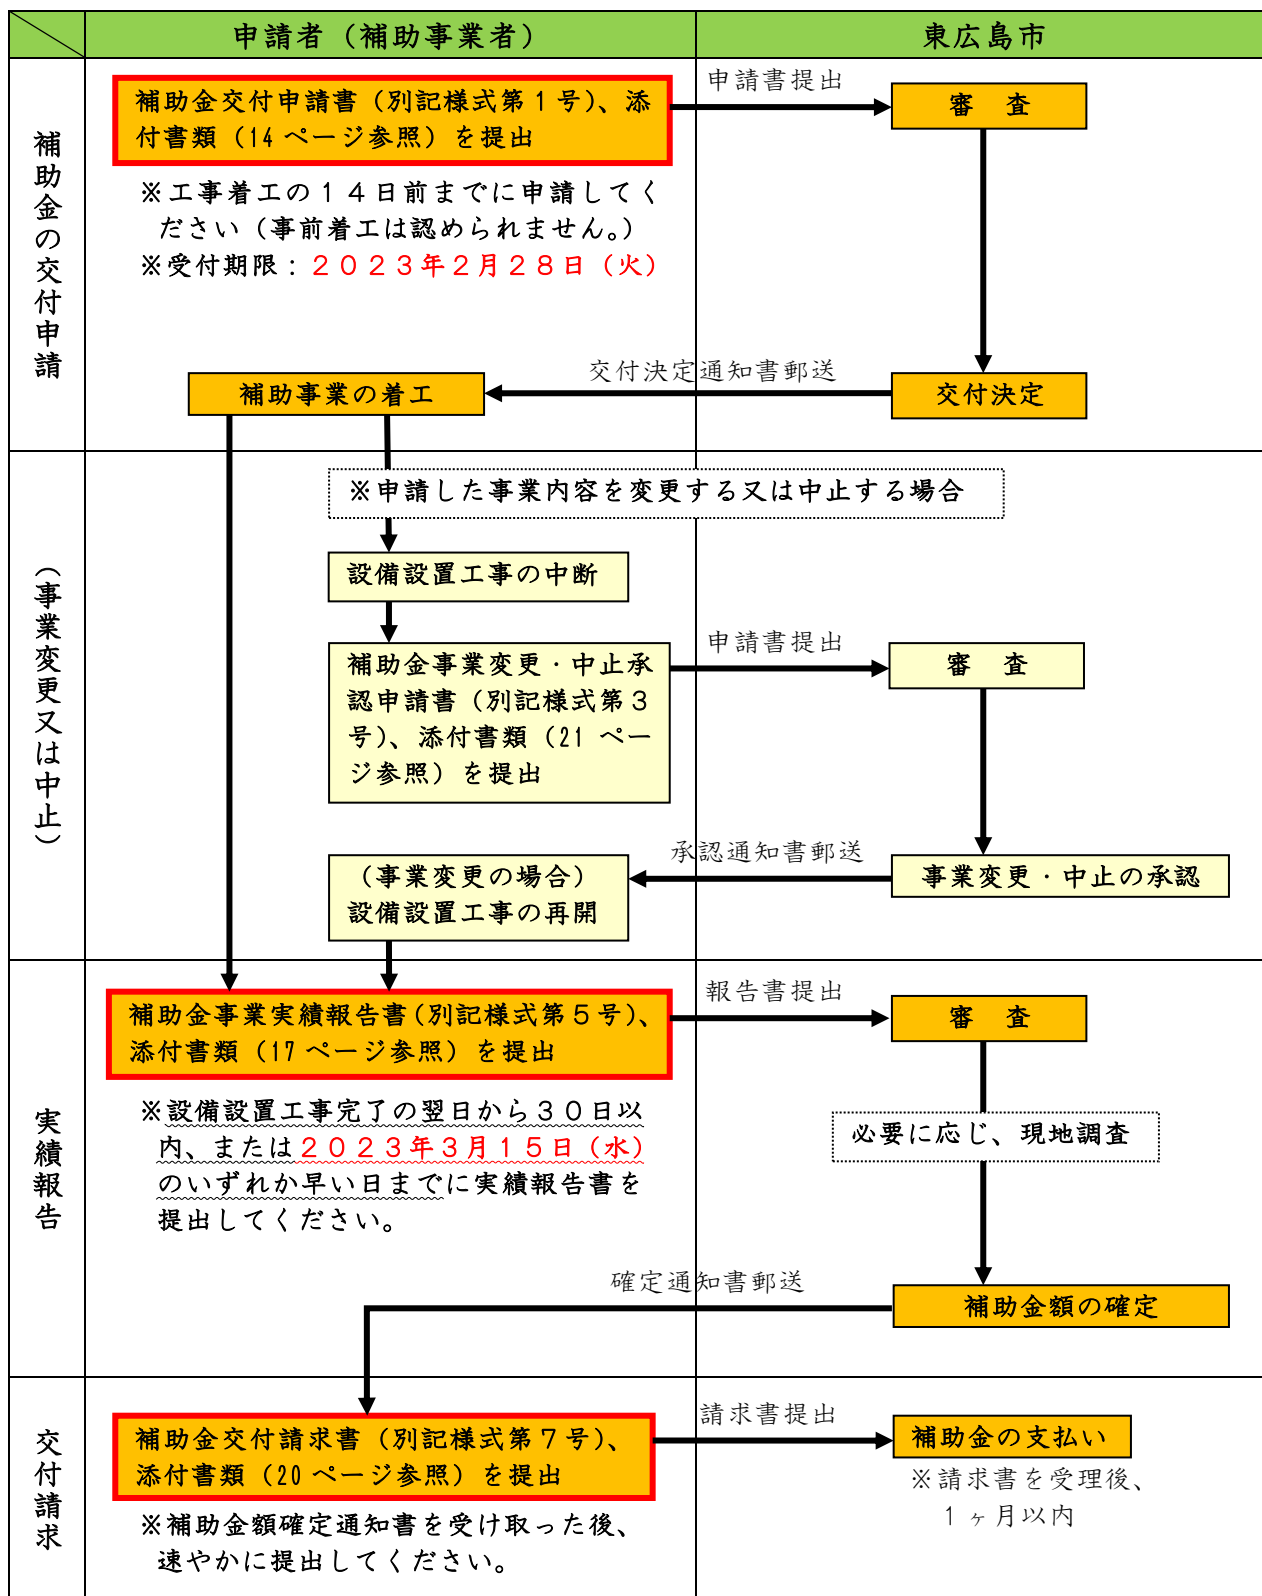 申請者（補助事業者）
東広島市
補助金の交付申請
補助金交付申請書（別記様式第1号）、添
付書類（14ページ参照）を提出
申請書提出
審　査
※工事着工の１４日前までに申請してく
ださい（事前着工は認められません。）
※受付期限：２０２３年２月２８日（火）
交付決定通知書郵送
補助事業の着工
交付決定
（事業変更又は中止）
※申請した事業内容を変更する又は中止する場合
設備設置工事の中断
補助金事業変更・中止承
認申請書（別記様式第３
号）、添付書類（21 ペー
ジ参照）を提出
申請書提出
審　査
承認通知書郵送
（事業変更の場合）
設備設置工事の再開
事業変更・中止の承認
実績報告
補助金事業実績報告書（別記様式第５号）、
添付書類（17ページ参照）を提出
報告書提出
審　査
※設備設置工事完了の翌日から３０日以
内、または２０２３年３月１５日（水）
のいずれか早い日までに実績報告書を
提出してください。
必要に応じ、現地調査
確定通知書郵送
補助金額の確定
交付請求
補助金交付請求書（別記様式第７号）、
添付書類（20ページ参照）を提出
請求書提出
補助金の支払い
※請求書を受理後、
1ヶ月以内
※補助金額確定通知書を受け取った後、
速やかに提出してください。